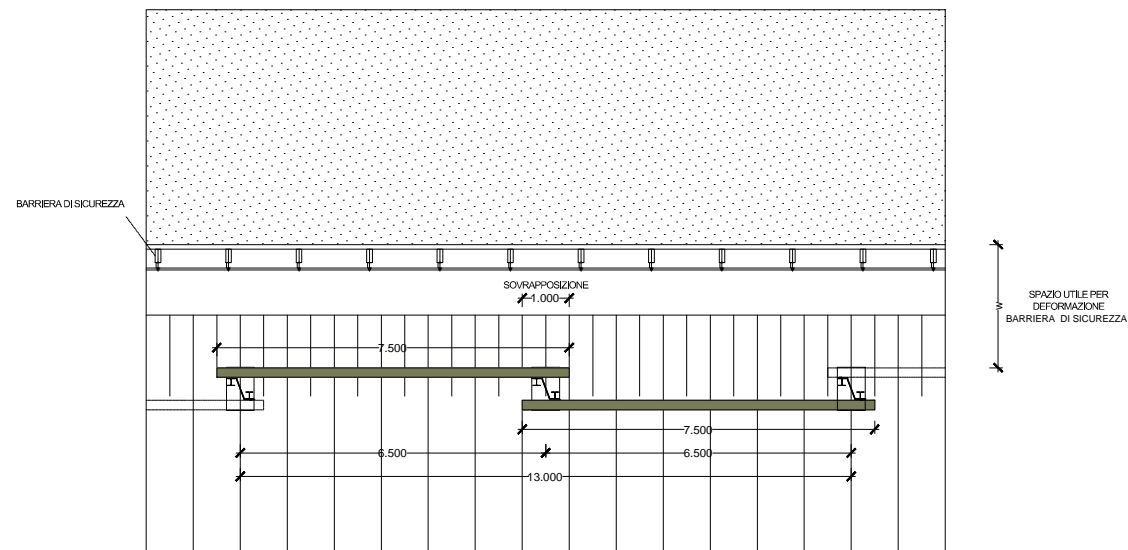 BARRIERA DI SICUREZZA
SOVRAPPOSIZIONE
1.000
SPAZIO UTILE PER
DEFORMAZIONE
BARRIERA DI SICUREZZA
7.500
7.500
6.500
6.500
13.000